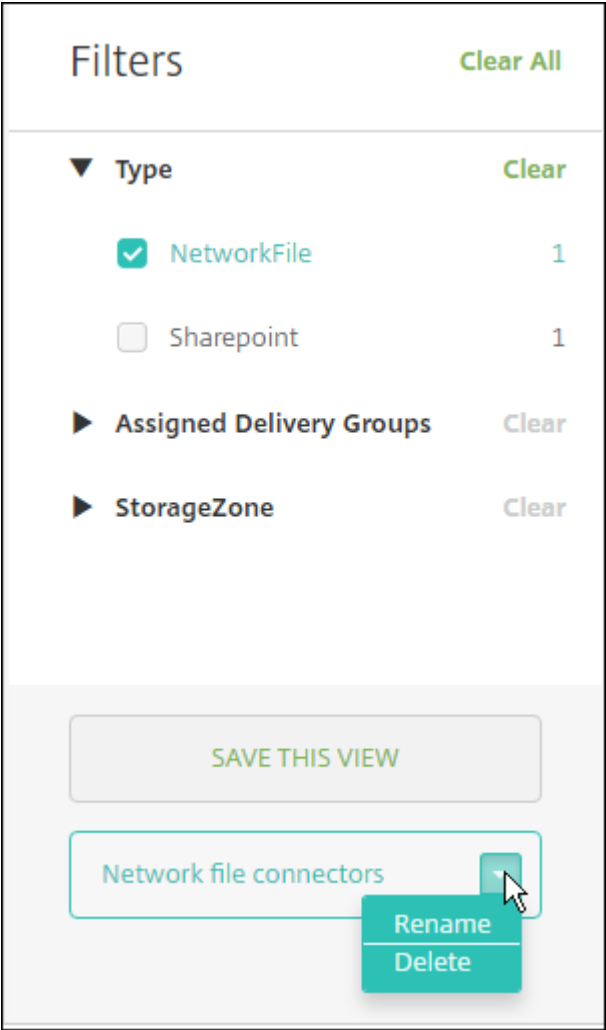 Filters Clear All
Type Clear
NetworkFile 1
Sharepoint 1
Assigned Delivery Groups Clear
StorageZone Clear
SAVE THIS VIEW
Network file connectors
Rename
Delete